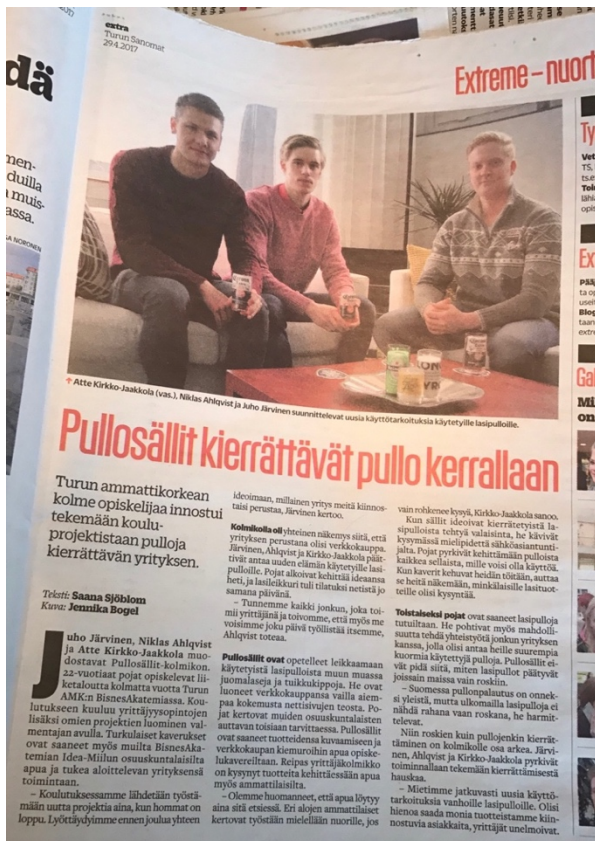 extra
Turun Sanomat
29.4.2017
Extreme – nuort
dä
men-
duilla
a muis-
assa.
↑ Atte Kirkko-Jaakkola (vas.), Niklas Ahlqvist ja Juho Järvinen suunnittelevat uusia käyttötarkoituksia käytetyille lasipulloille.
Pullosällit kierrättävät pullo kerrallaan
Turun ammattikorkean
kolme opiskelijaa innostui
tekemään koulu-
projektistaan pulloja
kierrättävän yrityksen.
Teksti: Saana Sjöblom
Kuva: Jennika Bogel
Juho Järvinen, Niklas Ahlqvist
ja Atte Kirkko-Jaakkola muo-
dostavat Pullosällit-kolmikon.
22-vuotiaat pojat opiskelevat lii-
ketaloutta kolmatta vuotta Turun
AMK:n BisnesAkatemiassa. Kou-
lutukseen kuuluu yrittäjyysopintojen
lisäksi omien projektien luominen val-
mentajan avulla. Turkulaiset kaverukset
ovat saaneet myös muilta BisnesAka-
temian Idea-Miilun osuuskuntalaisilta
apua ja tukea aloittelevan yrityksensä
toimintaan.
– Koulutuksessamme lähdetään työstä-
mään uutta projektia aina, kun hommat on
loppu. Lyöttäydyimme ennen joulua yhteen
ideoimaan, millainen yritys meitä kiinnos-
taisi perustaa, Järvinen kertoo.
Kolmikolla oli yhteinen näkemys siitä, että
yrityksen perustana olisi verkkokauppa.
Järvinen, Ahlqvist ja Kirkko-Jaakkola päät-
tivät antaa uuden elämän käytetyille lasi-
pulloille. Pojat alkoivat kehittää ideaansa
heti, ja lasileikkuri tuli tilatuksi netistä jo
samana päivänä.
– Tunnemme kaikki jonkun, joka toi-
mii yrittäjänä ja toivomme, että myös me
voisimme joku päivä työllistää itsemme,
Ahlqvist toteaa.
Pullosällit ovat opetelleet leikkaamaan
käytetyistä lasipulloista muun muassa
juomalaseja ja tuikkukippoja. He ovat
luoneet verkkokauppansa vailla aiem-
paa kokemusta nettisivujen teosta. Po-
jat kertovat muiden osuuskuntalaisten
auttavan toisiaan tarvittaessa. Pullosällit
ovat saaneet tuotteidensa kuvaamiseen ja
verkkokaupan kiemuroihin apua opiske-
lukavereiltaan. Reipas yrittäjäkolmikko
on kysynyt tuotteita kehittäessään apua
myös ammattilaisilta.
– Olemme huomanneet, että apua löytyy
aina sitä etsiessä. Eri alojen ammattilaiset
kertovat työstään mielellään nuorille, jos
vain rohkenee kysyä, Kirkko-Jaakkola sanoo.
Kun sällit ideoivat kierrätetyistä la-
sipulloista tehtyä valaisinta, he kävivät
kysymässä mielipidettä sähköasiantunti-
jalta. Pojat pyrkivät kehittämään pulloista
kaikkea sellaista, mille voisi olla käyttöä.
Kun kaverit kehuvat heidän töitään, auttaa
se heitä näkemään, minkälaisille lasituot-
teille olisi kysyntää.
Toistaiseksi pojat ovat saaneet lasipulloja
tutuiltaan. He pohtivat myös mahdolli-
suutta tehdä yhteistyötä jonkun yrityksen
kanssa, jolla olisi antaa heille suurempia
kuormia käytettyjä pulloja. Pullosällit ei-
vät pidä siitä, miten lasipullot päätyvät
joissain maissa vain roskiin.
– Suomessa pullonpalautus on onnek-
si yleistä, mutta ulkomailla lasipulloja ei
nähdä rahana vaan roskana, he harmit-
televat.
Niin roskien kuin pullojenkin kierrät-
täminen on kolmikolle osa arkea. Järvi-
nen, Ahlqvist ja Kirkko-Jaakkola pyrkivät
toiminnallaan tekemään kierrättämisestä
hauskaa.
– Mietimme jatkuvasti uusia käyttö-
tarkoituksia vanhoille lasipulloille. Olisi
hienoa saada monia tuotteistamme kiin-
nostuvia asiakkaita, yrittäjät unelmoivat.
Ty
Vet
TS,
ts.e
Ex
Gal
Mi
on